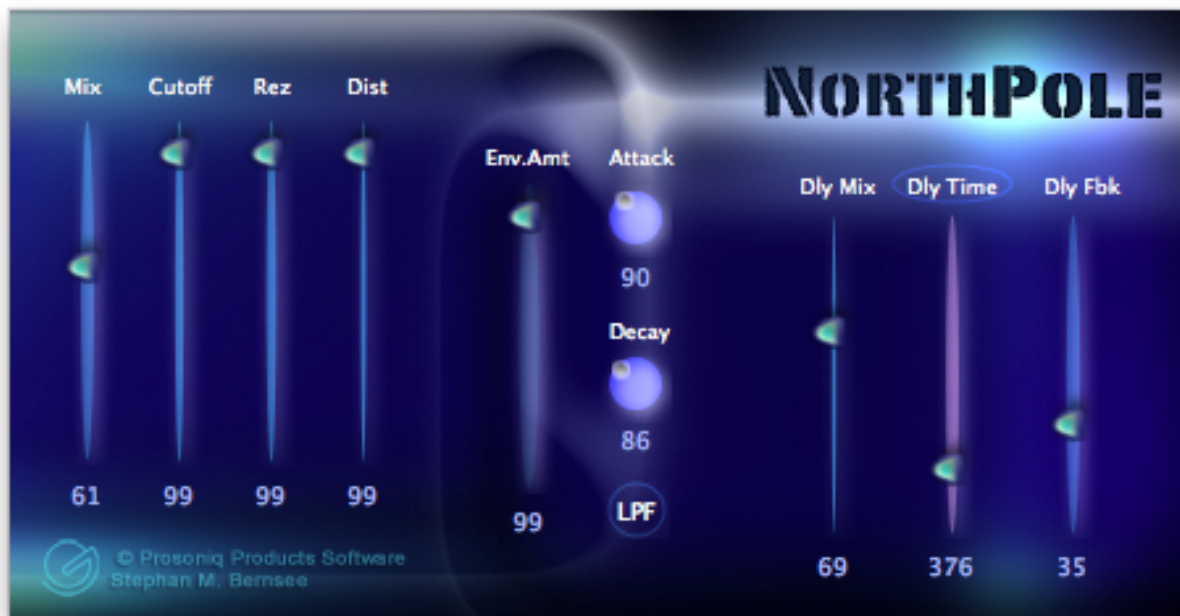 NORTHPOLE
Mix Cutoff Rez Dist
Env.Amt Attack
Dly Mix Dly Time Dly Fbk
90
Decay
86
61 99 99 99
99
LPF
69 376 35
© Prosoniq Products Software
Stephan M. Bernsee